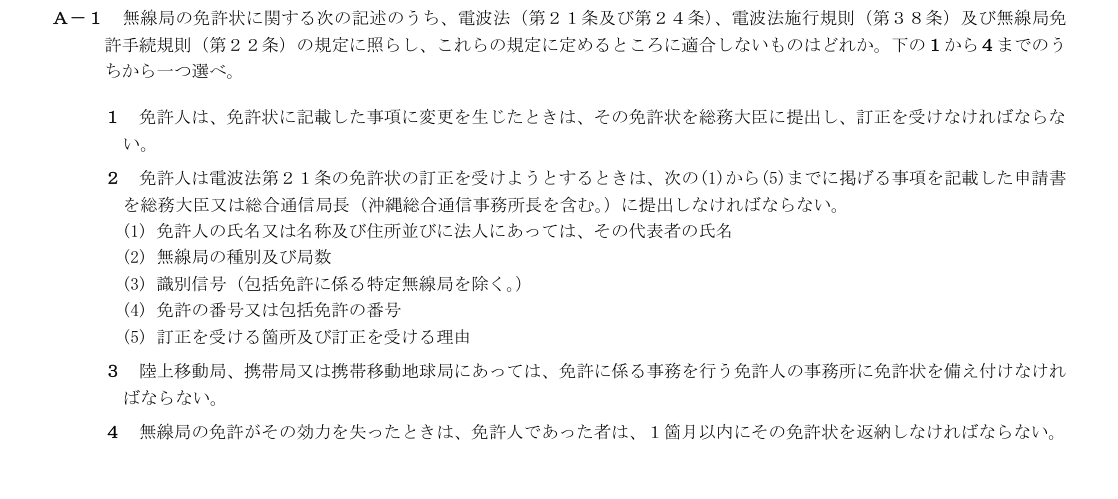 A－1　無線局の免許状に関する次の記述のうち、電波法（第２１条及び第２４条）、電波法施行規則（第３８条）及び無線局免
許手続規則（第２２条）の規定に照らし、これらの規定に定めるところに適合しないものはどれか。下の1から4までのう
ちから一つ選べ。
1　免許人は、免許状に記載した事項に変更を生じたときは、その免許状を総務大臣に提出し、訂正を受けなければならな
い。
2　免許人は電波法第２１条の免許状の訂正を受けようとするときは、次の(1)から(5)までに掲げる事項を記載した申請書
を総務大臣又は総合通信局長（沖縄総合通信事務所長を含む。）に提出しなければならない。
(1) 免許人の氏名又は名称及び住所並びに法人にあっては、その代表者の氏名
(2) 無線局の種別及び局数
(3) 識別信号（包括免許に係る特定無線局を除く。）
(4) 免許の番号又は包括免許の番号
(5) 訂正を受ける箇所及び訂正を受ける理由
3　陸上移動局、携帯局又は携帯移動地球局にあっては、免許に係る事務を行う免許人の事務所に免許状を備え付けなけれ
ばならない。
4　無線局の免許がその効力を失ったときは、免許人であった者は、１箇月以内にその免許状を返納しなければならない。